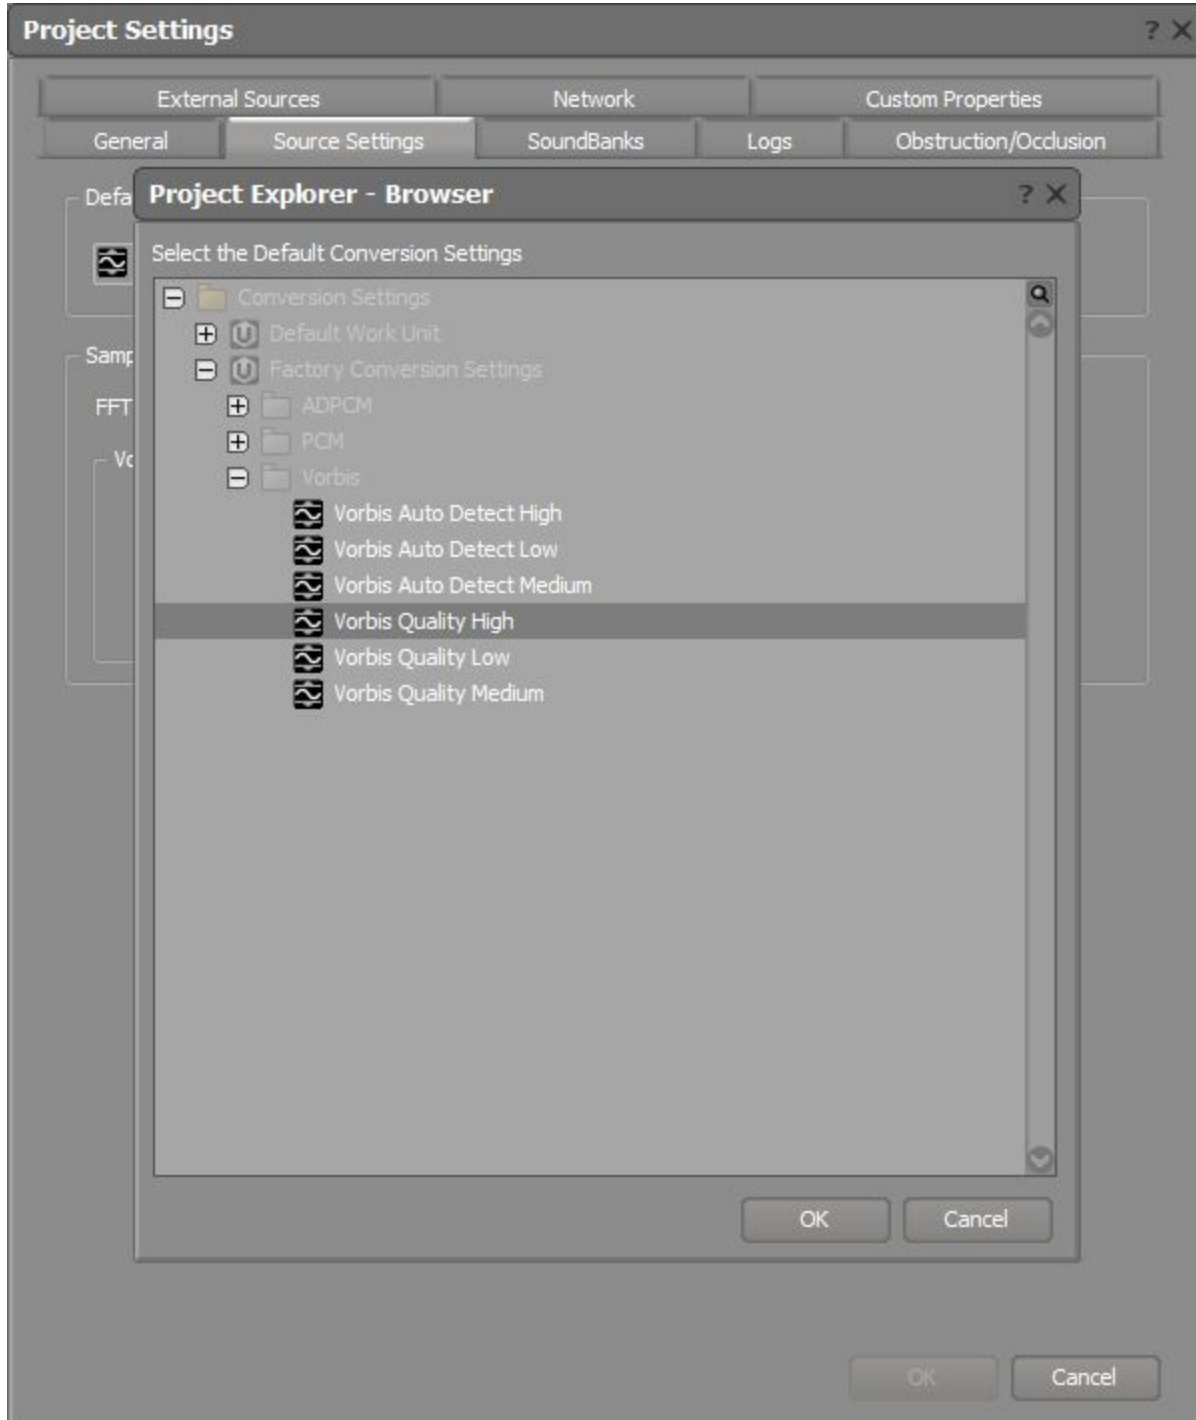 Project Settings
External Sources Network Custom Properties
General Source Settings SoundBanks Logs Obstruction/Occlusion
Defa
Project Explorer - Browser
Select the Default Conversion Settings
Conversion Settings
Default Work Unit
Samp
Factory Conversion Settings
FFT
ADPCM
PCM
Vo
Vorbis
Vorbis Auto Detect High
Vorbis Auto Detect Low
Vorbis Auto Detect Medium
Vorbis Quality High
Vorbis Quality Low
Vorbis Quality Medium
OK Cancel
OK Cancel